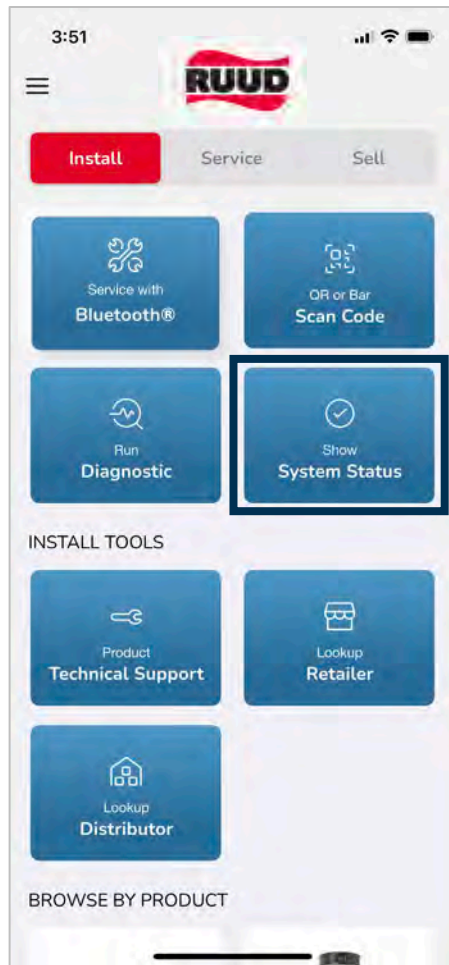 3:51
RUUD
Install
Service
Sell
Service with
Bluetooth®
QR or Bar
Scan Code
Run
Diagnostic
Show
System Status
INSTALL TOOLS
Product
Technical Support
Lookup
Retailer
Lookup
Distributor
BROWSE BY PRODUCT